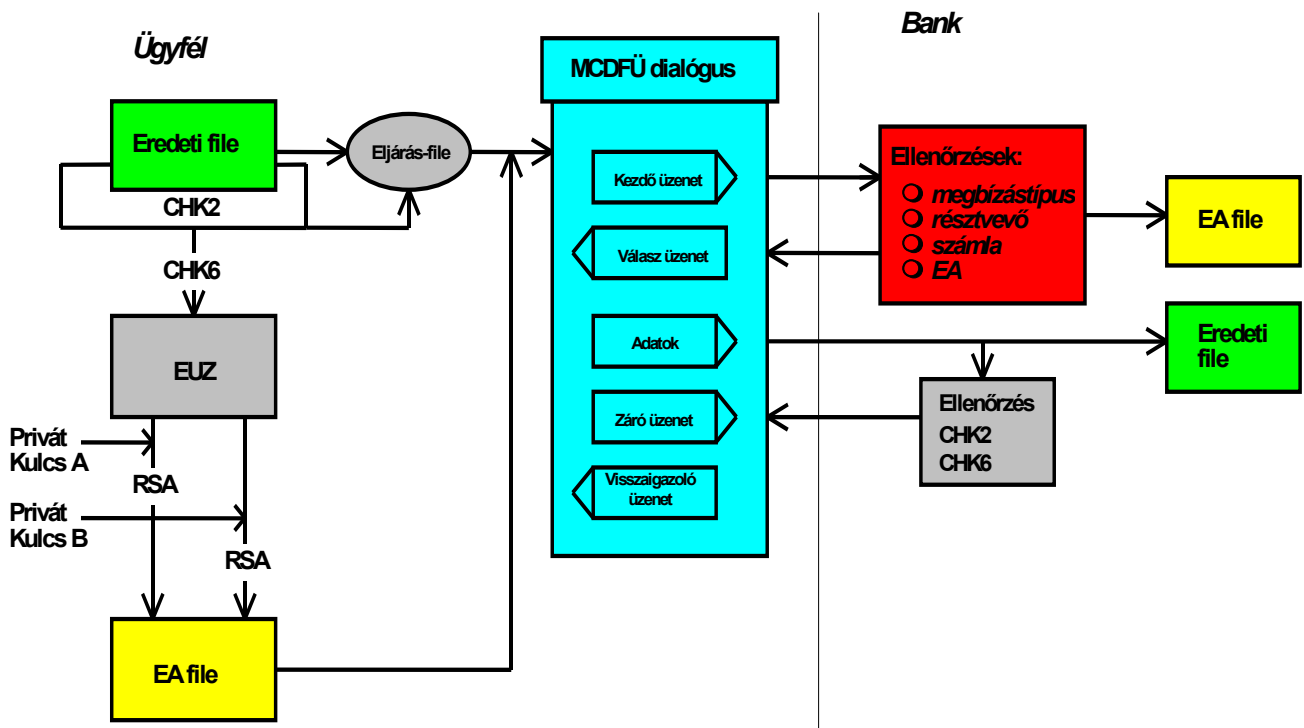 Ügyfél
Bank
MCDFÜ dialógus
Eredeti file
Eljárás-file
CHK2
CHK6
EUZ
Privát
Kulcs A
RSA
Privát
Kulcs B
RSA
EA file
Kezdő üzenet
Válasz üzenet
Adatok
Záró üzenet
Visszaigazoló
üzenet
Ellenőrzések:
megbízástípus
résztvevő
számla
EA
EA file
Eredeti
file
Ellenőrzés
CHK2
CHK6